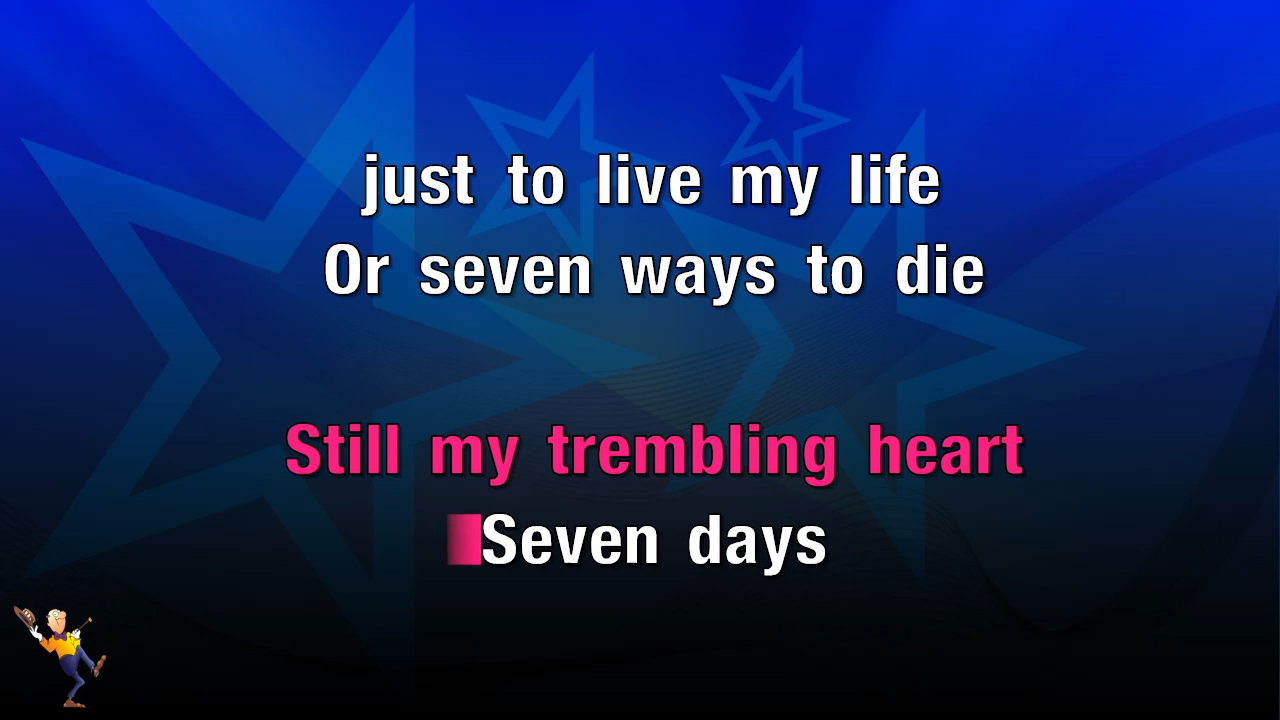 just to live my life
Or seven ways to die
Still my trembling heart
Seven days